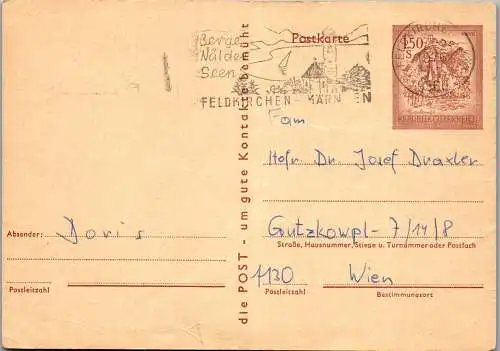 Postkarte
Berge
Wälder
Seen
FELDKIRCHEN - KÄRNTEN
1.50
S
REPUBLIK ÖSTERREICH
die POST - um gute Kontakte bemüht
Fam
Hofr. Dr. Josef Draxler
Gutzkowpl - 7/14/8
Straße, Hausnummer, Stiege u. Türnummer oder Postfach
Absender: Doris
1130 Wien
Postleitzahl
Postleitzahl Bestimmungsort